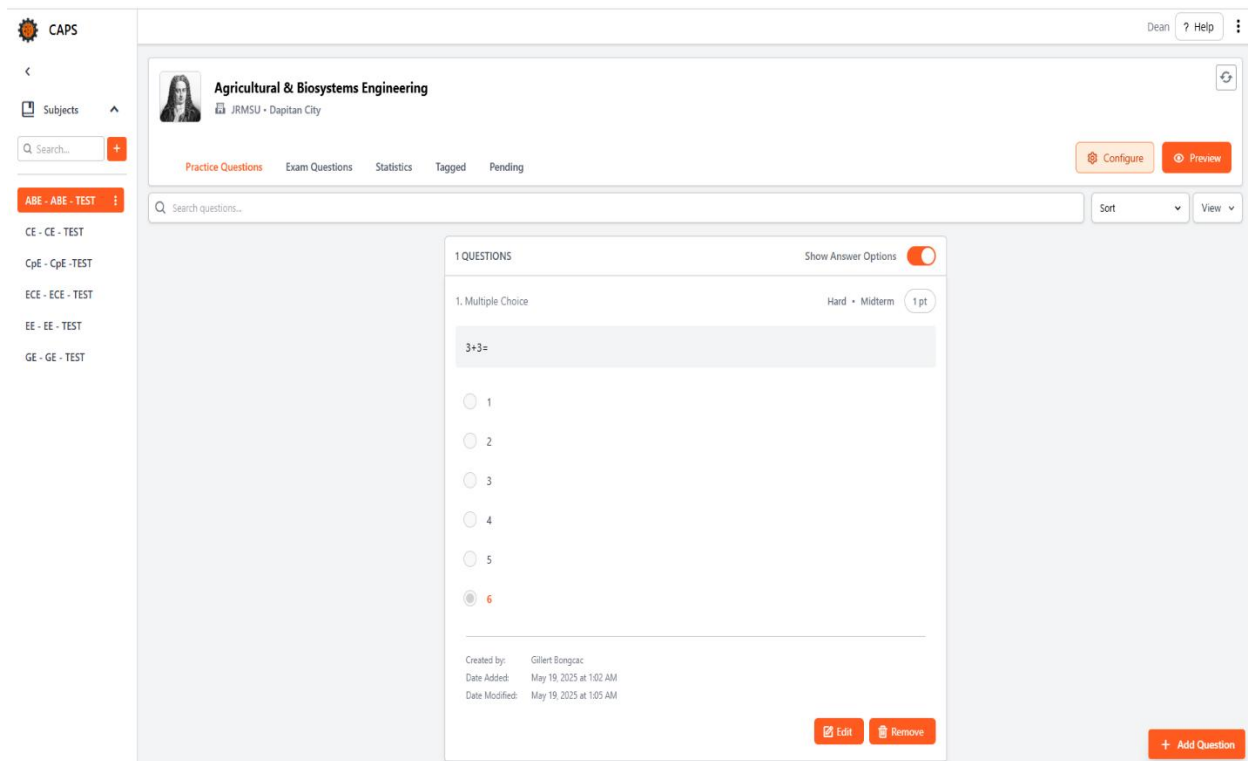 CAPS
Dean ? Help
Subjects
Search...
+
ABE - ABE - TEST
CE - CE - TEST
CpE - CpE -TEST
ECE - ECE - TEST
EE - EE - TEST
GE - GE - TEST
Agricultural & Biosystems Engineering
JRMSU • Dapitan City
Practice Questions Exam Questions Statistics Tagged Pending
Configure Preview
Search questions...
Sort View
1 QUESTIONS Show Answer Options
1. Multiple Choice Hard • Midterm 1 pt
3+3=
1
2
3
4
5
6
Created by: Gillert Bongcac
Date Added: May 19, 2025 at 1:02 AM
Date Modified: May 19, 2025 at 1:05 AM
Edit Remove
+ Add Question